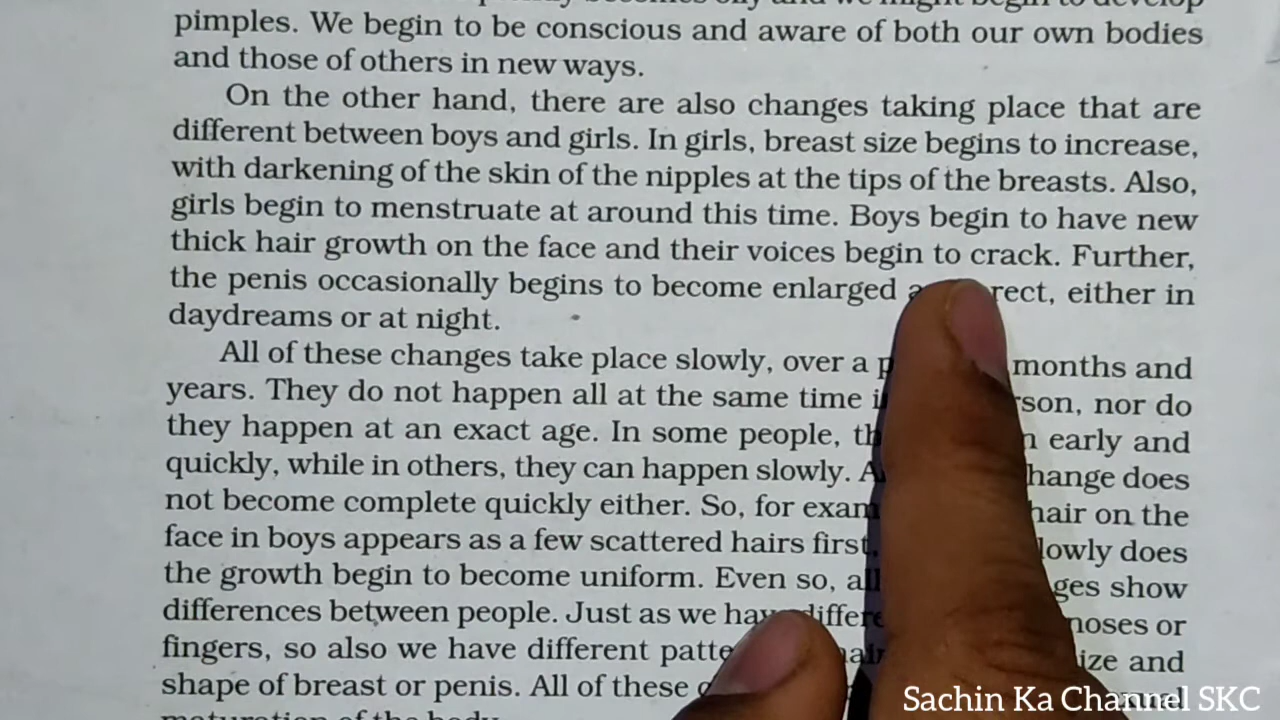 pimples. We begin to be conscious and aware of both our own bodies
and those of others in new ways.
On the other hand, there are also changes taking place that are
different between boys and girls. In girls, breast size begins to increase,
with darkening of the skin of the nipples at the tips of the breasts. Also,
girls begin to menstruate at around this time. Boys begin to have new
thick hair growth on the face and their voices begin to crack. Further,
the penis occasionally begins to become enlarged rect, either in
daydreams or at night.
All of these changes take place slowly, over a months and
years. They do not happen all at the same time son, nor do
they happen at an exact age. In some people, early and
quickly, while in others, they can happen slowly. hange does
not become complete quickly either. So, for exam hair on the
face in boys appears as a few scattered hairs first, lowly does
the growth begin to become uniform. Even so, all ges show
differences between people. Just as we have differe noses or
fingers, so also we have different patte ize and
shape of breast or penis. All of these
maturation of the body.
Sachin Ka Channel SKC